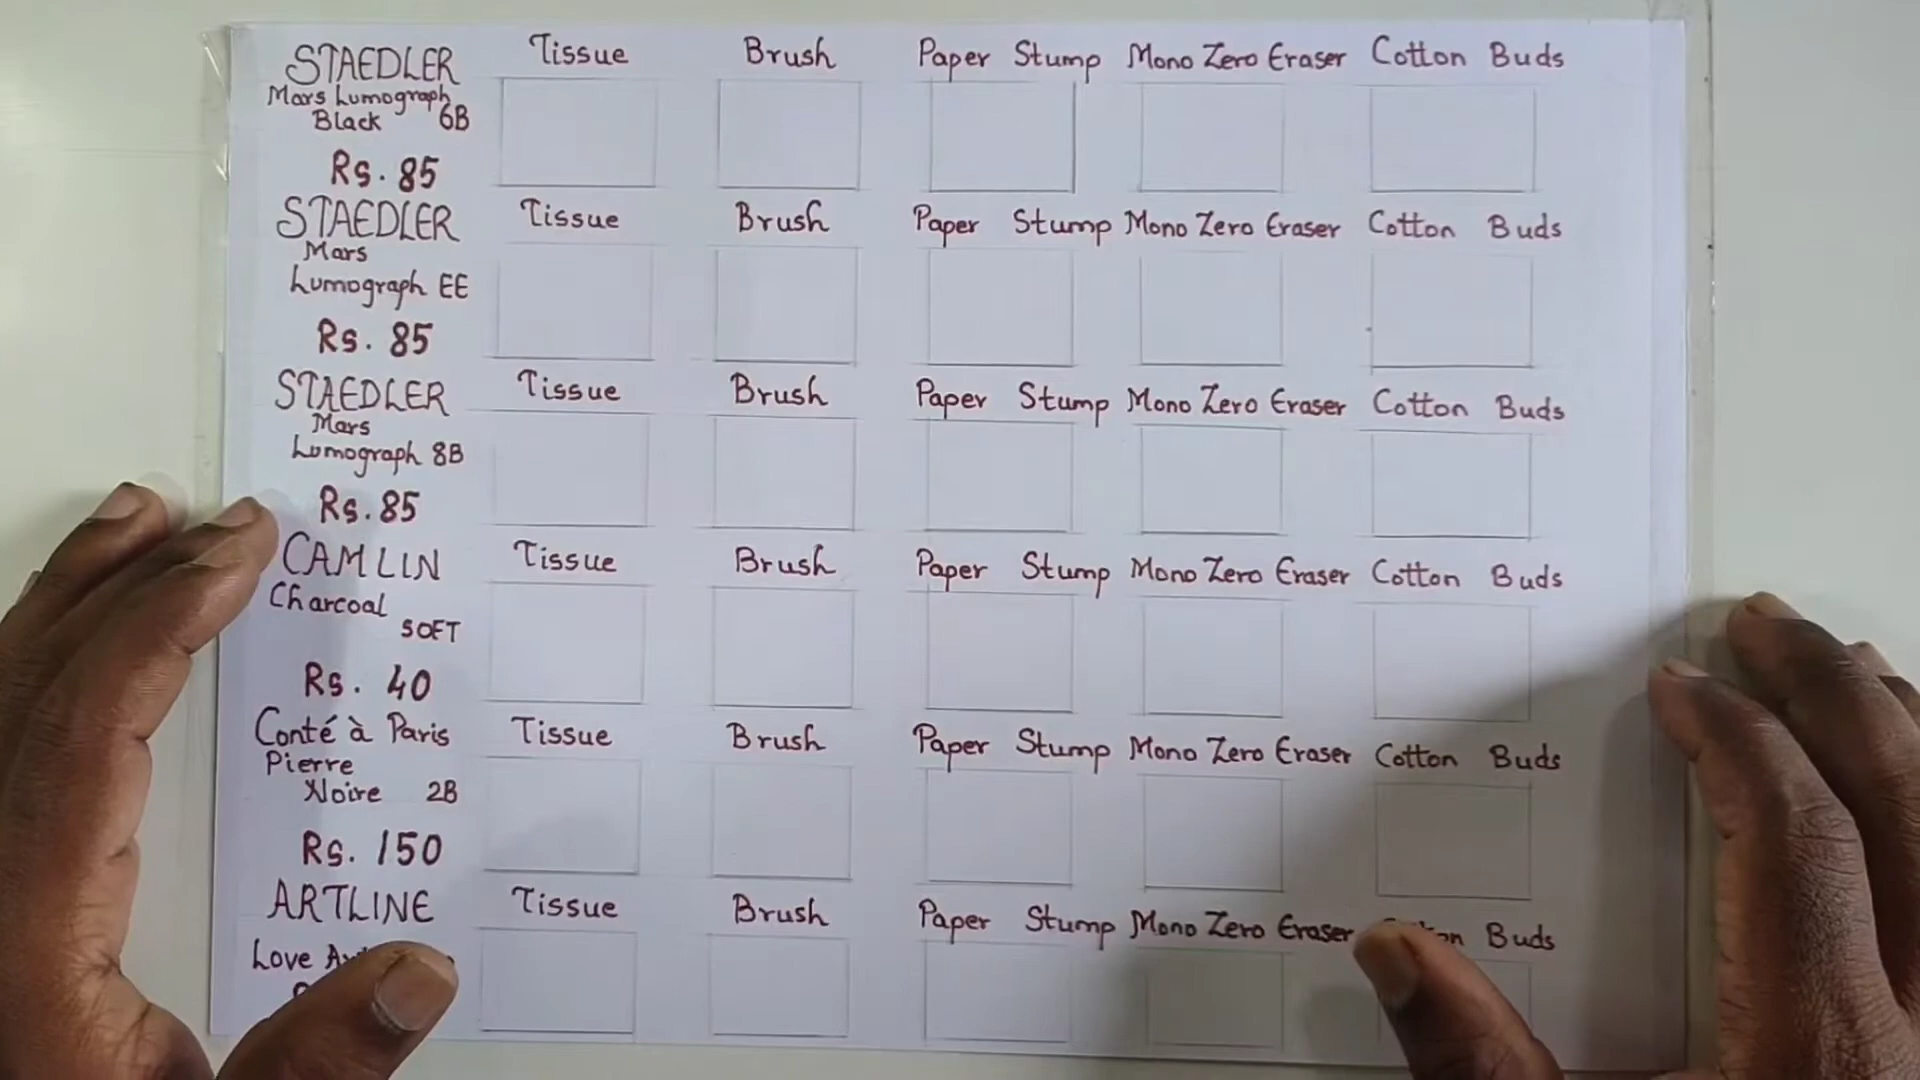 STAEDLER Tissue Brush Paper Stump Mono Zero Eraser Cotton Buds
Mars Lumograph
Black 6B
Rs. 85
STAEDLER Tissue Brush Paper Stump Mono Zero Eraser Cotton Buds
Mars
Lumograph EE
Rs. 85
STAEDLER Tissue Brush Paper Stump Mono Zero Eraser Cotton Buds
Mars
Lumograph 8B
Rs. 85
CAMLIN Tissue Brush Paper Stump Mono Zero Eraser Cotton Buds
Charcoal
SOFT
Rs. 40
Conté à Paris Tissue Brush Paper Stump Mono Zero Eraser Cotton Buds
Pierre
Noire 2B
Rs. 150
ARTLINE Tissue Brush Paper Stump Mono Zero Eraser Buds
Love